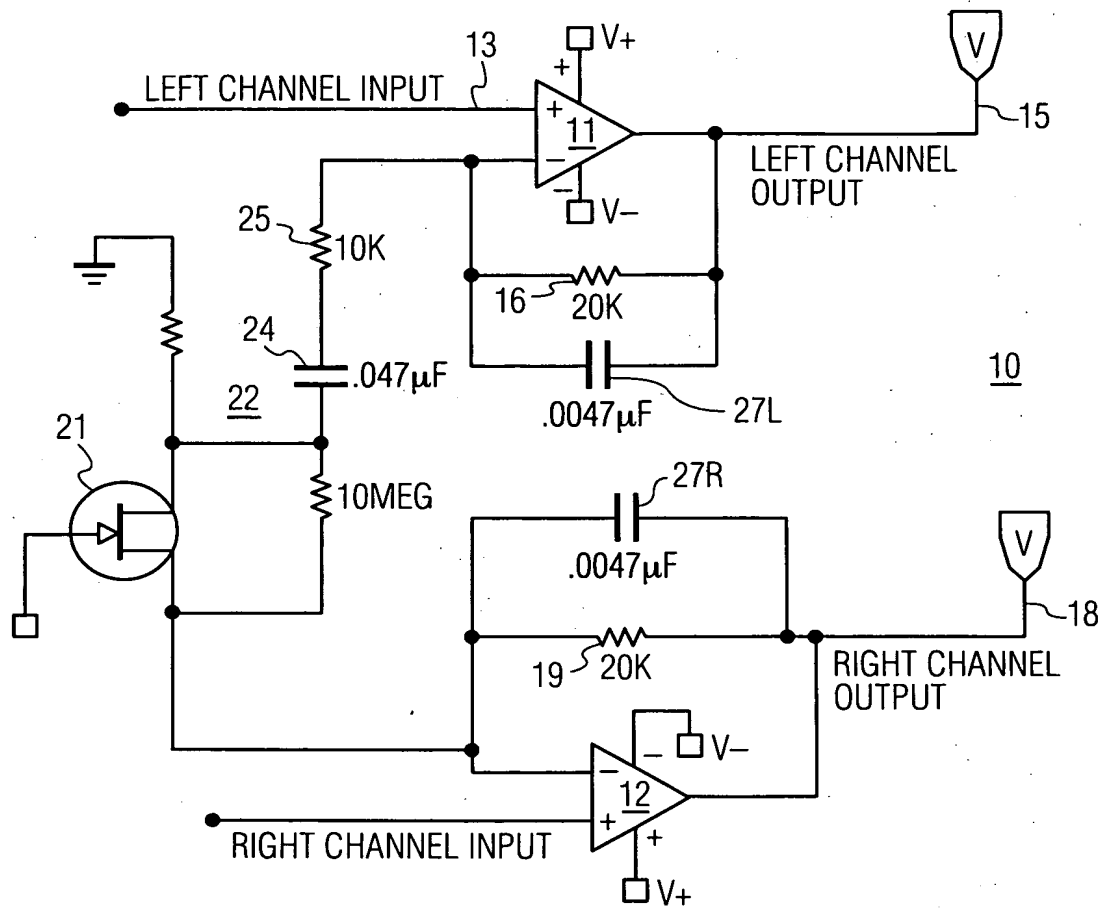 V+
V
13
LEFT CHANNEL INPUT
+
+
11
15
−
LEFT CHANNEL
OUTPUT
−
V−
25
10K
16
20K
24
.047µF
10
22
.0047µF
27L
21
10MEG
27R
.0047µF
V
18
19
20K
RIGHT CHANNEL
OUTPUT
−
V−
−
12
+
RIGHT CHANNEL INPUT
+
V+